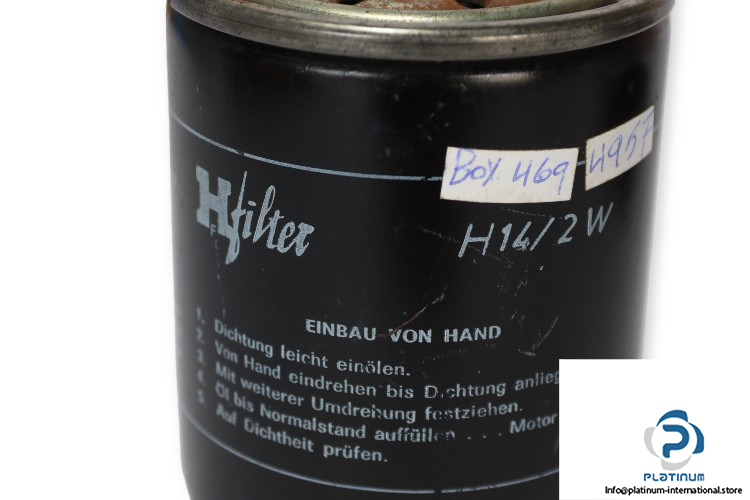 Box 469
4957
Hfilter
H14/2W
EINBAU VON HAND
1. Dichtung leicht einölen.
2. Von Hand eindrehen bis Dichtung anlieg
3. Mit weiterer Umdrehung festziehen.
4. Öl bis Normalstand auffüllen . . . Motor
5. Auf Dichtheit prüfen.
PLATINUM
Info@platinum-international.store